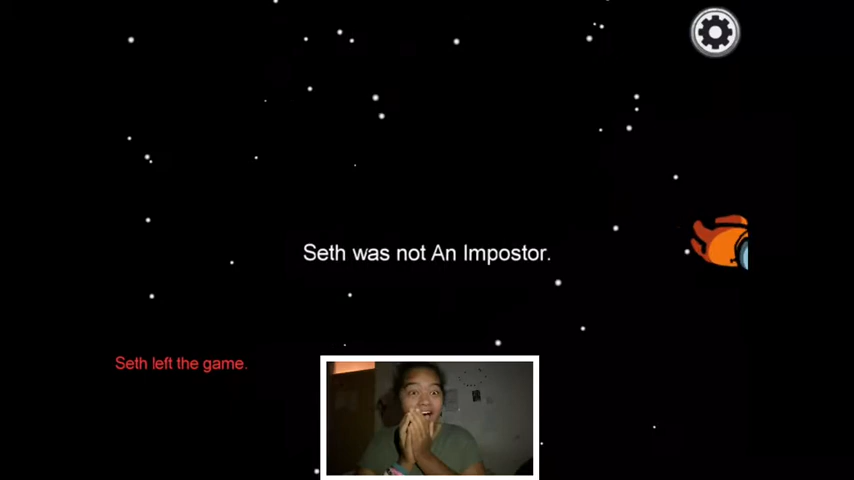 Seth was not An Impostor.
Seth left the game.